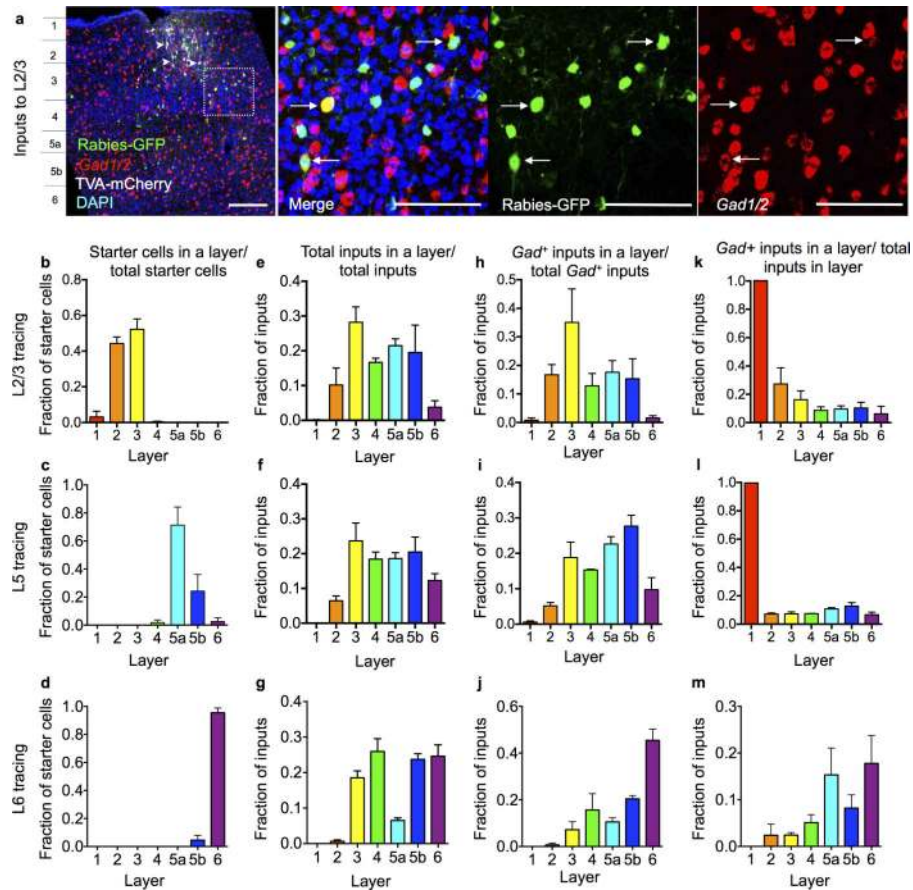 a
Inputs to L2/3
1
2
3
4
5a
5b
6
Rabies-GFP
Gad1/2
TVA-mCherry
DAPI
Merge
Rabies-GFP
Gad1/2
Starter cells in a layer/
total starter cells
Total inputs in a layer/
total inputs
Gad+ inputs in a layer/
total Gad+ inputs
Gad+ inputs in a layer/ total
inputs in layer
L2/3 tracing
b
Fraction of starter cells
0.6
0.4
0.2
0.0
1 2 3 4 5a 5b 6
Layer
e
Fraction of inputs
0.4
0.3
0.2
0.1
0.0
1 2 3 4 5a 5b 6
Layer
h
Fraction of inputs
0.5
0.4
0.3
0.2
0.1
0.0
1 2 3 4 5a 5b 6
Layer
k
Fraction of inputs
1.0
0.8
0.6
0.4
0.2
0.0
1 2 3 4 5a 5b 6
Layer
L5 tracing
c
Fraction of starter cells
1.0
0.8
0.6
0.4
0.2
0.0
1 2 3 4 5a 5b 6
Layer
f
Fraction of inputs
0.4
0.3
0.2
0.1
0.0
1 2 3 4 5a 5b 6
Layer
i
Fraction of inputs
0.4
0.3
0.2
0.1
0.0
1 2 3 4 5a 5b 6
Layer
l
Fraction of inputs
1.0
0.8
0.6
0.4
0.2
0.0
1 2 3 4 5a 5b 6
Layer
L6 tracing
d
Fraction of starter cells
1.0
0.8
0.6
0.4
0.2
0.0
1 2 3 4 5a 5b 6
Layer
g
Fraction of inputs
0.4
0.3
0.2
0.1
0.0
1 2 3 4 5a 5b 6
Layer
j
Fraction of inputs
0.6
0.4
0.2
0.0
1 2 3 4 5a 5b 6
Layer
m
Fraction of inputs
0.3
0.2
0.1
0.0
1 2 3 4 5a 5b 6
Layer